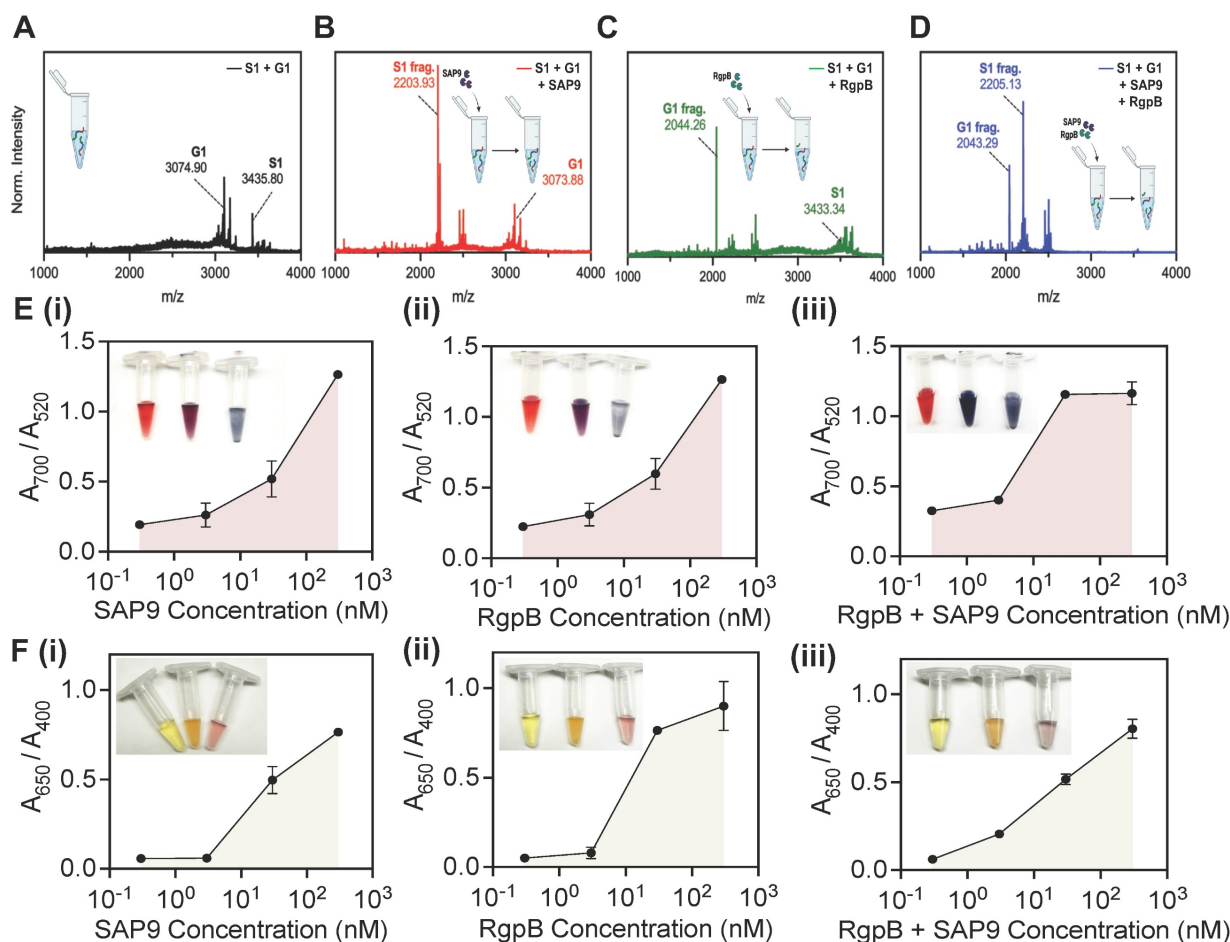 A
S1 + G1
G1
3074.90
S1
3435.80
Norm. Intensity
1000 2000 3000 4000
m/z
B
S1 frag.
2203.93
SAP9
S1 + G1
+ SAP9
G1
3073.88
1000 2000 3000 4000
m/z
C
RgpB
S1 + G1
+ RgpB
G1 frag.
2044.26
S1
3433.34
1000 2000 3000 4000
m/z
D
S1 + G1
+ SAP9
+ RgpB
S1 frag.
2205.13
G1 frag.
2043.29
SAP9
RgpB
1000 2000 3000 4000
m/z
E (i)
1.5
1.0
0.5
0.0
A700 / A520
10⁻¹ 10⁰ 10¹ 10² 10³
SAP9 Concentration (nM)
(ii)
1.5
1.0
0.5
0.0
A700 / A520
10⁻¹ 10⁰ 10¹ 10² 10³
RgpB Concentration (nM)
(iii)
1.5
1.0
0.5
0.0
A700 / A520
10⁻¹ 10⁰ 10¹ 10² 10³
RgpB + SAP9 Concentration (nM)
F (i)
1.0
0.5
0.0
A650 / A400
10⁻¹ 10⁰ 10¹ 10² 10³
SAP9 Concentration (nM)
(ii)
1.0
0.5
0.0
A650 / A400
10⁻¹ 10⁰ 10¹ 10² 10³
RgpB Concentration (nM)
(iii)
1.0
0.5
0.0
A650 / A400
10⁻¹ 10⁰ 10¹ 10² 10³
RgpB + SAP9 Concentration (nM)